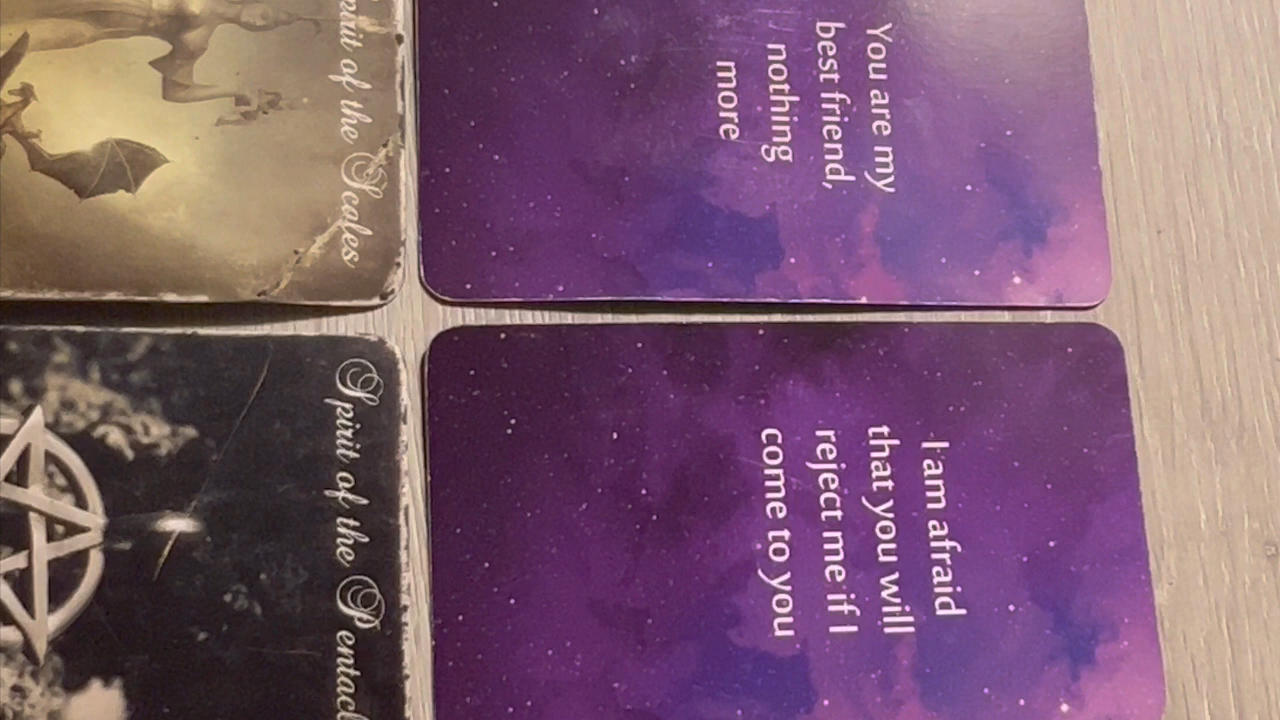 Spirit of the Scales
You are my
best friend,
nothing
more
Spirit of the
I am afraid
that you will
reject me if I
come to you